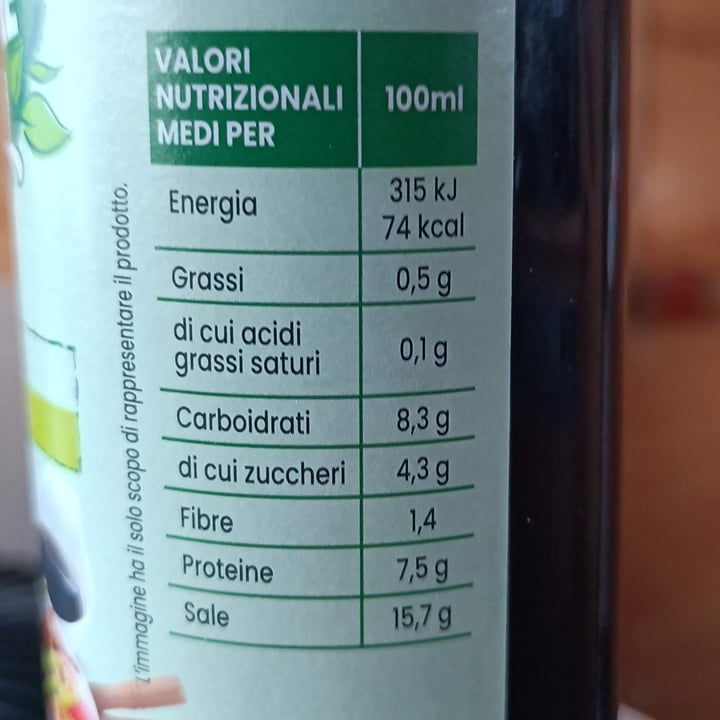 VALORI
NUTRIZIONALI
MEDI PER
100ml
Energia
315 kJ
74 kcal
Grassi
0,5 g
di cui acidi
grassi saturi
0,1 g
Carboidrati
8,3 g
di cui zuccheri
4,3 g
Fibre
1,4
Proteine
7,5 g
Sale
15,7 g
L'immagine ha il solo scopo di rappresentare il prodotto.